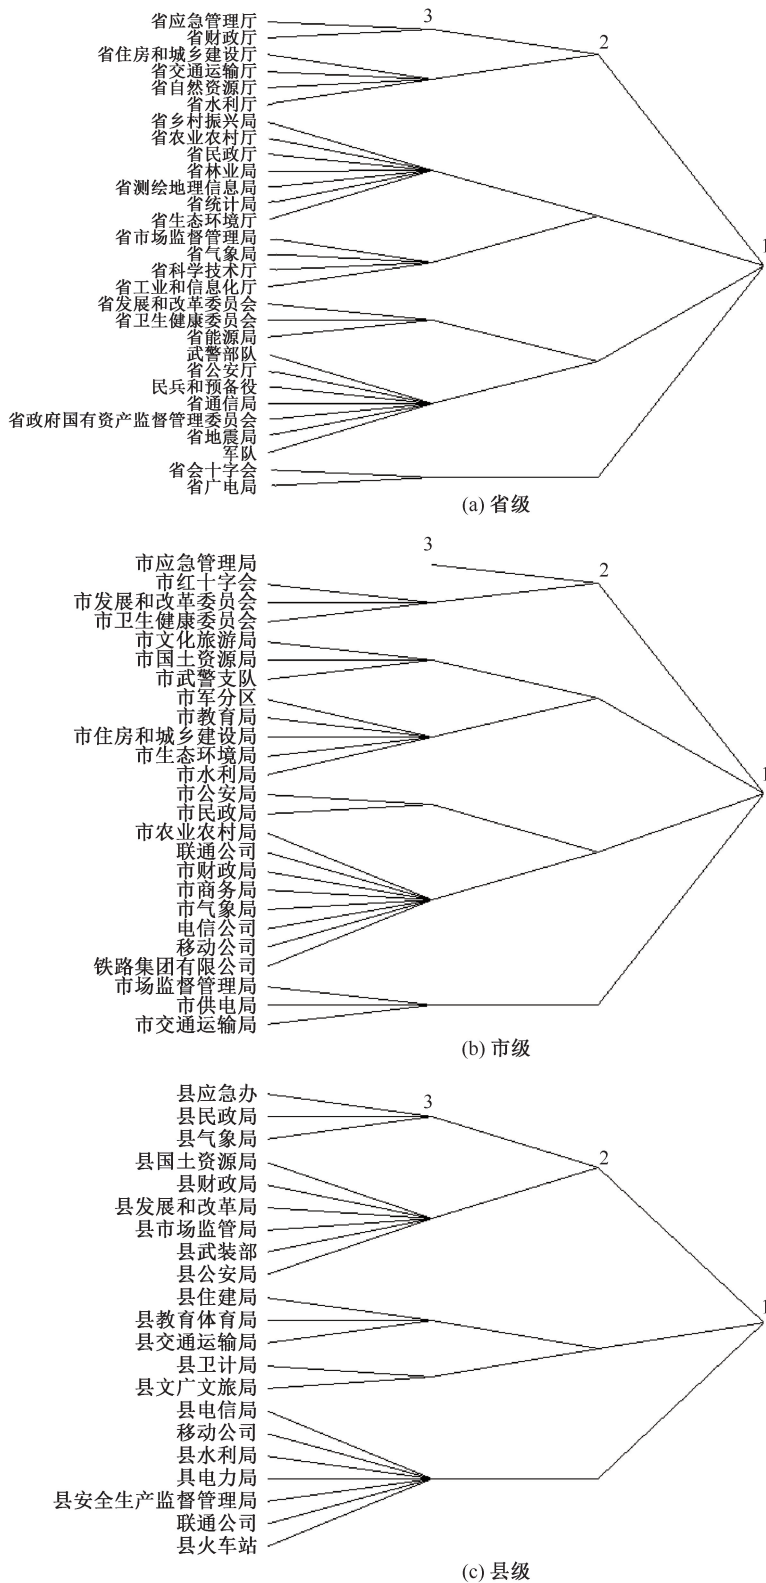 3
省应急管理厅
省财政厅
2
省住房和城乡建设厅
省交通运输厅
省自然资源厅
省水利厅
省乡村振兴局
省农业农村厅
省民政厅
省林业局
省测绘地理信息局
省统计局
省生态环境厅
省市场监督管理局
1
省气象局
省科学技术厅
省工业和信息化厅
省发展和改革委员会
省卫生健康委员会
省能源局
武警部队
省公安厅
民兵和预备役
省通信局
省政府国有资产监督管理委员会
省地震局
军队
省会十字会
省广电局
(a) 省级
3
市应急管理局
2
市红十字会
市发展和改革委员会
市卫生健康委员会
市文化旅游局
市国土资源局
市武警支队
市军分区
市教育局
市住房和城乡建设局
市生态环境局
市水利局
1
市公安局
市民政局
市农业农村局
联通公司
市财政局
市商务局
市气象局
电信公司
移动公司
铁路集团有限公司
市场监督管理局
市供电局
市交通运输局
(b) 市级
县应急办
3
县民政局
县气象局
2
县国土资源局
县财政局
县发展和改革局
县市场监管局
县武装部
县公安局
县住建局
1
县教育体育局
县交通运输局
县卫计局
县文广文旅局
县电信局
移动公司
县水利局
具电力局
县安全生产监督管理局
联通公司
县火车站
(c) 县级